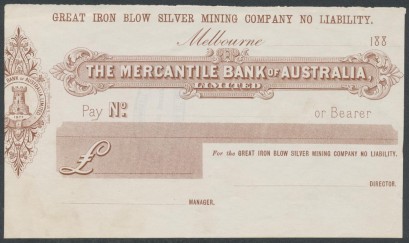 GREAT IRON BLOW SILVER MINING COMPANY NO LIABILITY.
Melbourne 188
THE MERCANTILE BANK OF AUSTRALIA
LIMITED
Pay No. or Bearer
£
For the GREAT IRON BLOW SILVER MINING COMPANY NO LIABILITY.
DIRECTOR.
MANAGER.